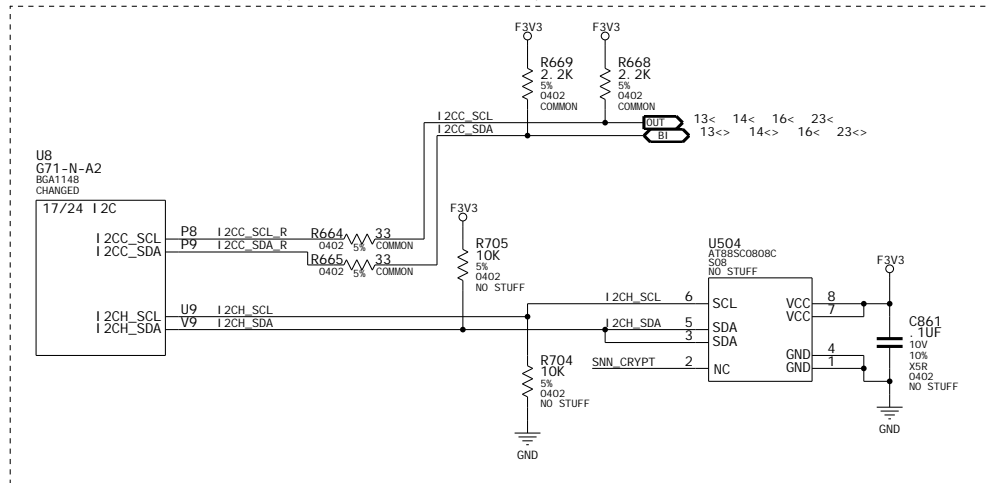 F3V3
F3V3
R669
2.2K
5%
0402
COMMON
R668
2.2K
5%
0402
COMMON
I2CC_SCL
I2CC_SDA
OUT
13< 14< 16< 23<
BI
13<> 14<> 16< 23<>
U8
G71-N-A2
BGA1148
CHANGED
17/24 I2C
I2CC_SCL
I2CC_SDA
P8
I2CC_SCL_R
P9
I2CC_SDA_R
R664
33
0402
5%
COMMON
R665
33
0402
5%
COMMON
F3V3
R705
10K
5%
0402
NO STUFF
I2CH_SCL
I2CH_SDA
U9
I2CH_SCL
V9
I2CH_SDA
R704
10K
5%
0402
NO STUFF
GND
U504
AT88SC0808C
SO8
NO STUFF
I2CH_SCL
6
SCL
I2CH_SDA
5
SDA
3
SDA
SNN_CRYPT
2
NC
VCC
8
VCC
7
GND
4
GND
1
F3V3
C861
.1UF
10V
10%
X5R
0402
NO STUFF
GND